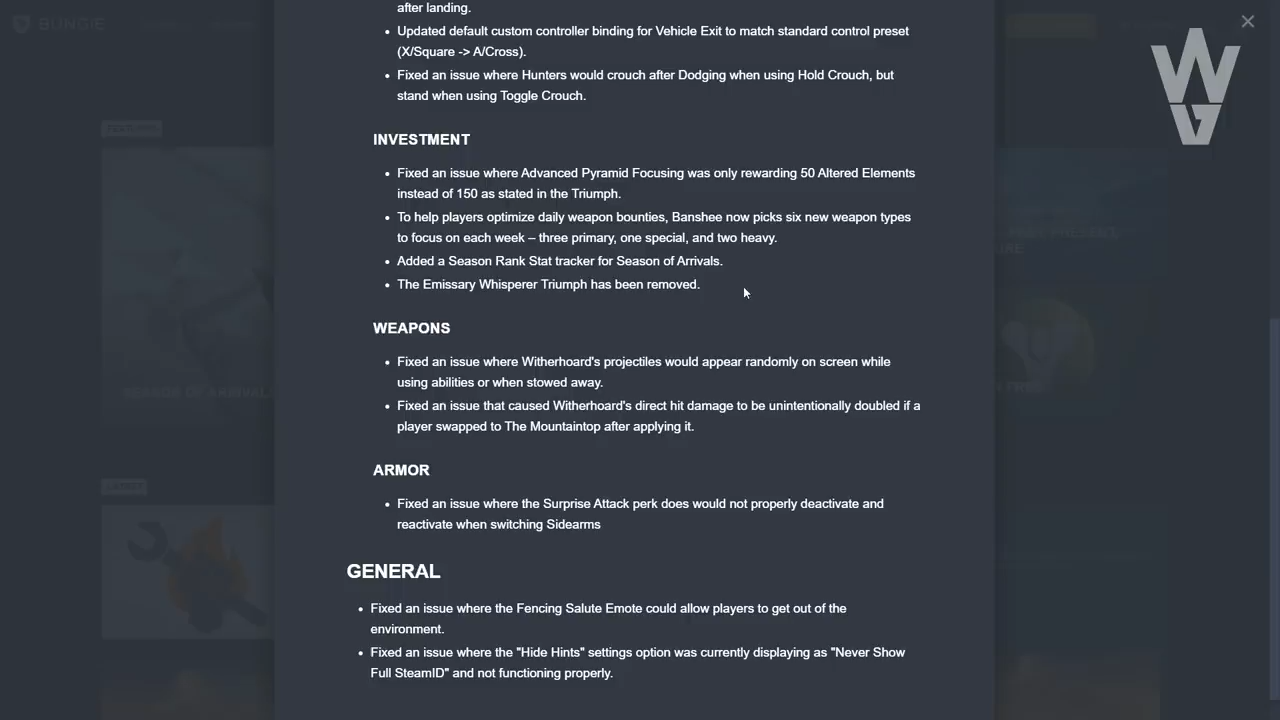 BUNGIE
after landing.
• Updated default custom controller binding for Vehicle Exit to match standard control preset
(X/Square -> A/Cross).
• Fixed an issue where Hunters would crouch after Dodging when using Hold Crouch, but
stand when using Toggle Crouch.
INVESTMENT
• Fixed an issue where Advanced Pyramid Focusing was only rewarding 50 Altered Elements
instead of 150 as stated in the Triumph.
• To help players optimize daily weapon bounties, Banshee now picks six new weapon types
to focus on each week – three primary, one special, and two heavy.
• Added a Season Rank Stat tracker for Season of Arrivals.
• The Emissary Whisperer Triumph has been removed.
WEAPONS
• Fixed an issue where Witherhoard's projectiles would appear randomly on screen while
using abilities or when stowed away.
• Fixed an issue that caused Witherhoard's direct hit damage to be unintentionally doubled if a
player swapped to The Mountaintop after applying it.
SEASON OF ARRIVALS
ARMOR
• Fixed an issue where the Surprise Attack perk does would not properly deactivate and
reactivate when switching Sidearms
GENERAL
• Fixed an issue where the Fencing Salute Emote could allow players to get out of the
environment.
• Fixed an issue where the "Hide Hints" settings option was currently displaying as "Never Show
Full SteamID" and not functioning properly.